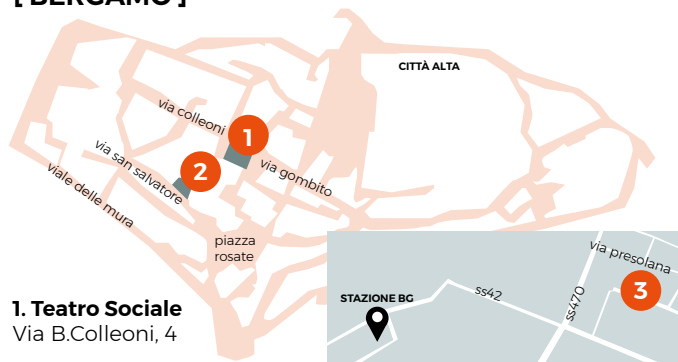 [ BERGAMO ]
CITTÀ ALTA
via colleoni
1
via san salvatore
2
via gombito
viale delle mura
piazza
rosate
via presolana
STAZIONE BG
ss42
ss470
3
1. Teatro Sociale
Via B.Colleoni, 4